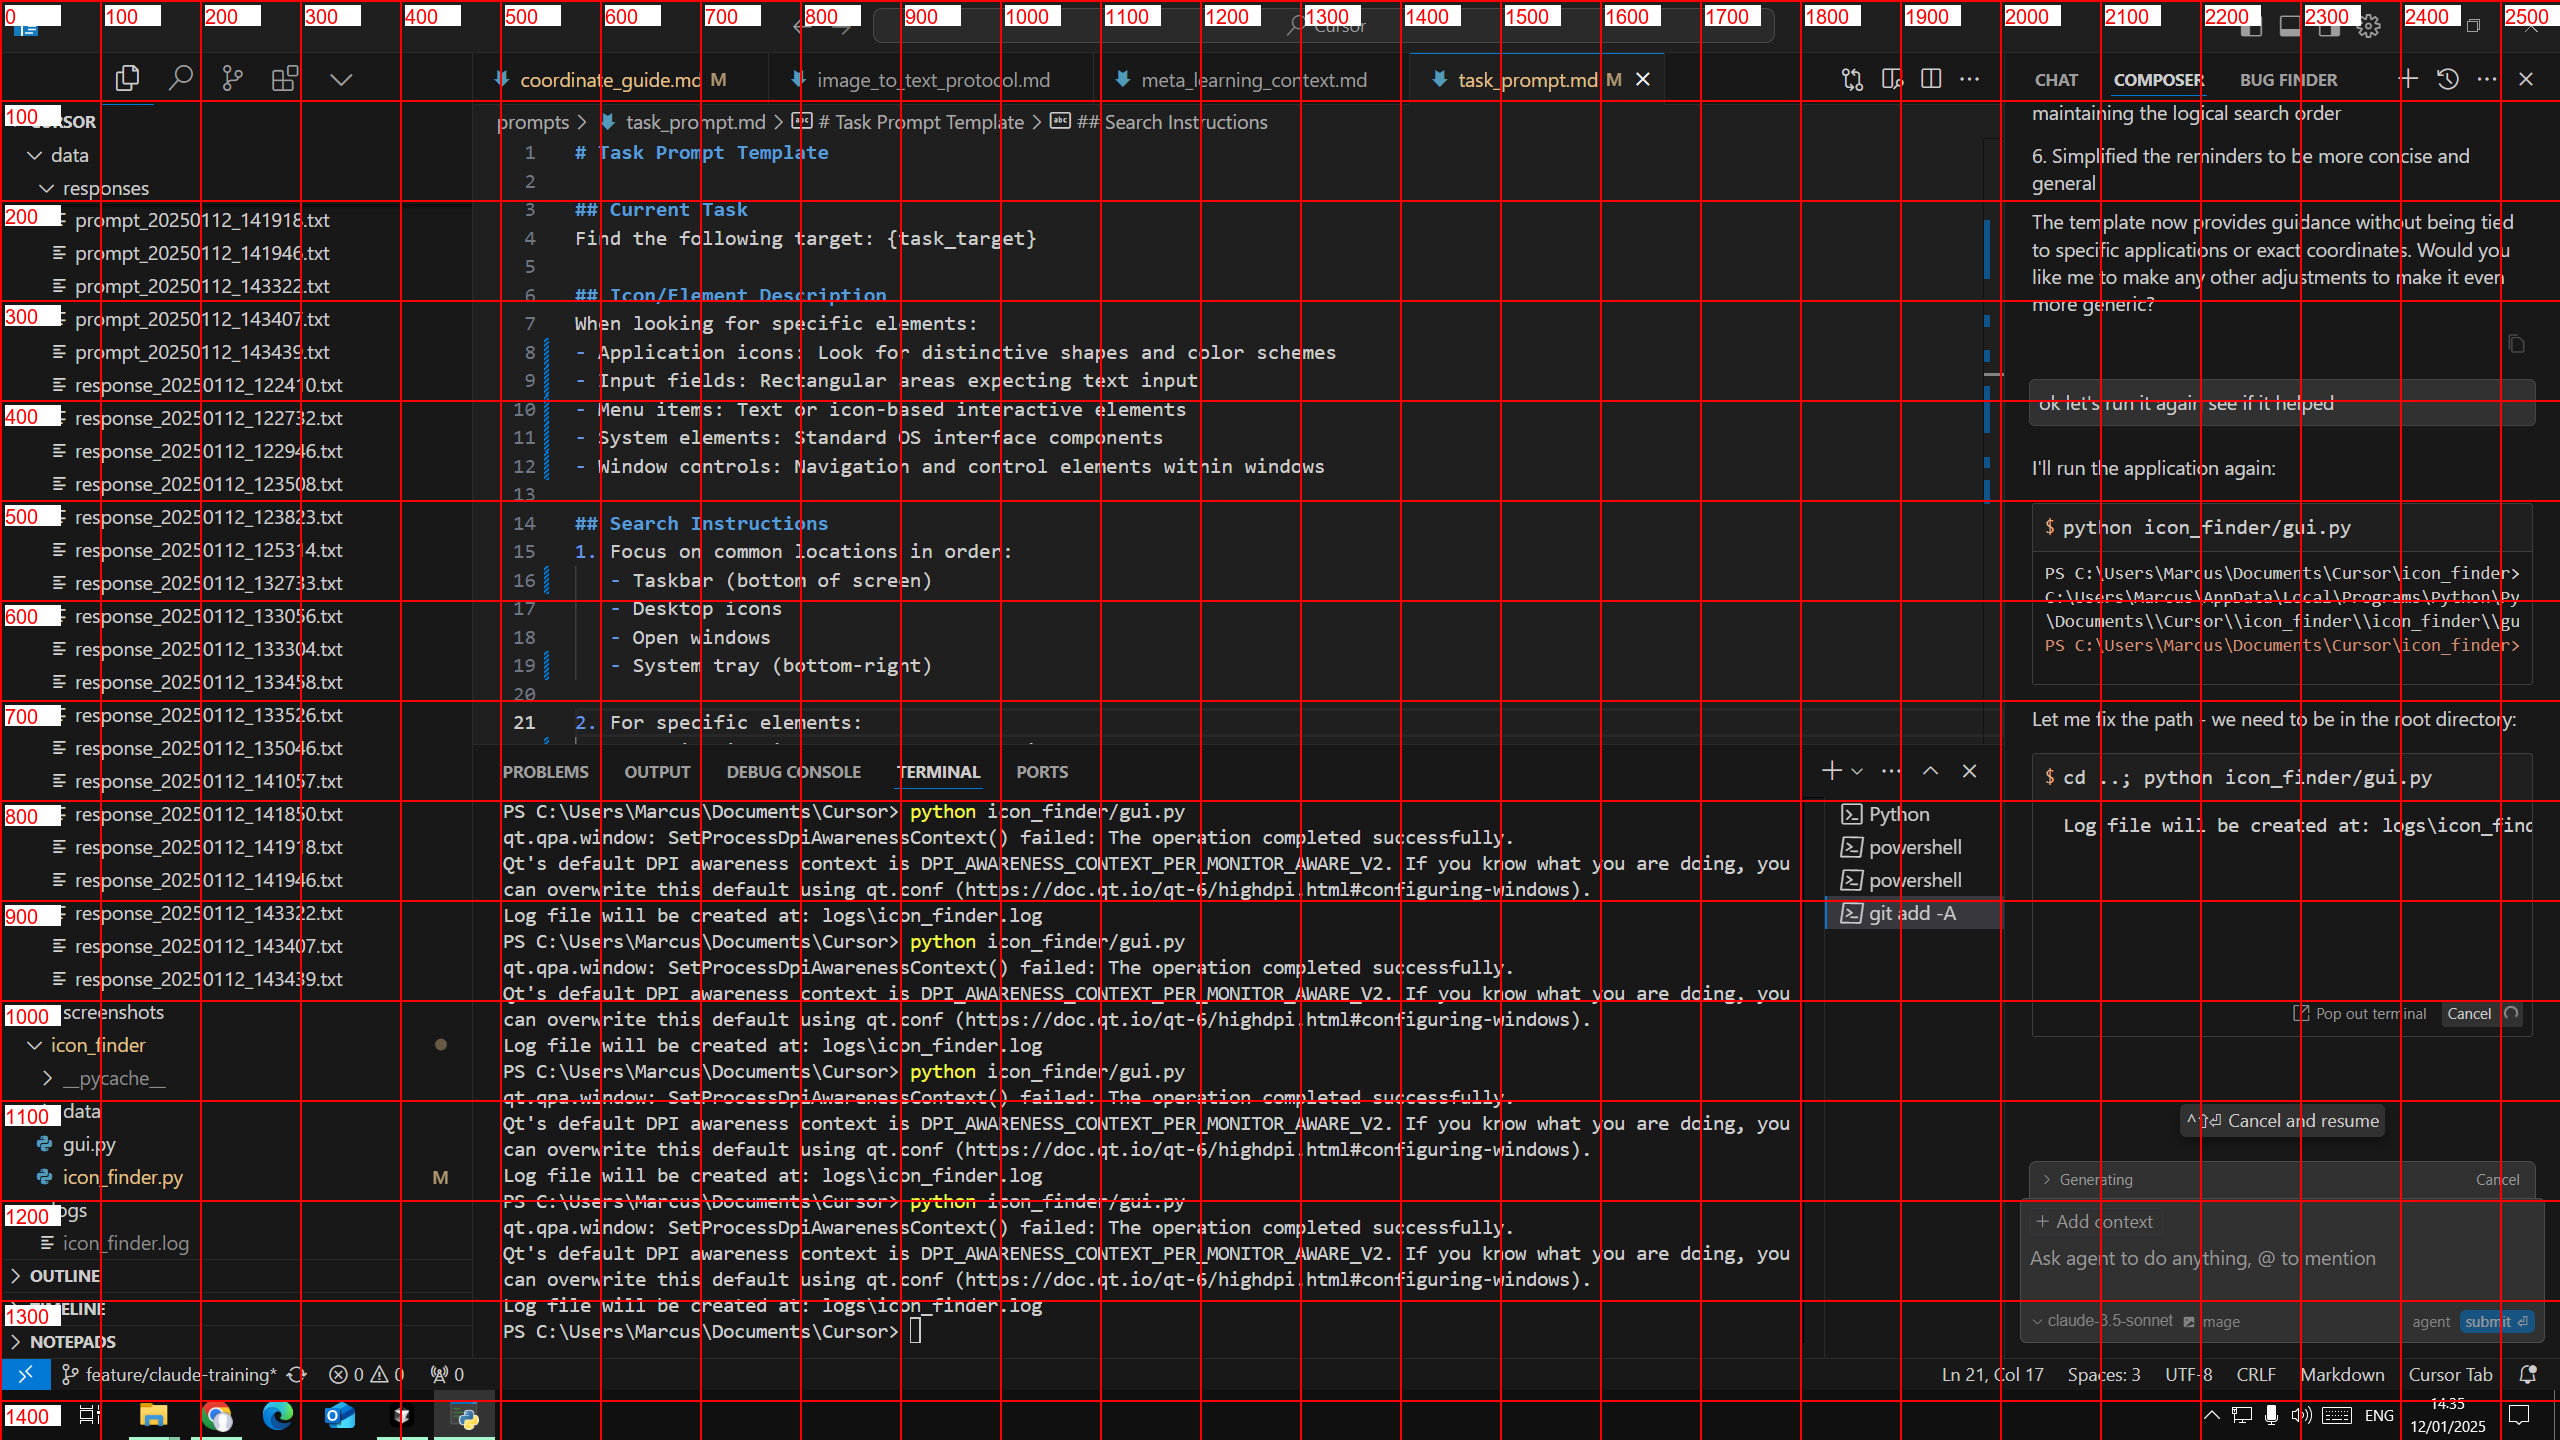 0 100 200 300 400 500 600 700 800 900 1000 1100 1200 1300 1400 1500 1600 1700 1800 1900 2000 2100 2200 2300 2400 2500
Cursor
coordinate_guide.md M
image_to_text_protocol.md
meta_learning_context.md
task_prompt.md M
CHAT COMPOSER BUG FINDER
100
data
responses
200
prompt_20250112_141918.txt
prompt_20250112_141946.txt
prompt_20250112_143322.txt
300
prompt_20250112_143407.txt
prompt_20250112_143439.txt
response_20250112_122410.txt
400
response_20250112_122732.txt
response_20250112_122946.txt
response_20250112_123508.txt
500
response_20250112_123823.txt
response_20250112_125314.txt
response_20250112_132733.txt
600
response_20250112_133056.txt
response_20250112_133304.txt
response_20250112_133458.txt
700
response_20250112_133526.txt
response_20250112_135046.txt
response_20250112_141057.txt
800
response_20250112_141850.txt
response_20250112_141918.txt
response_20250112_141946.txt
900
response_20250112_143322.txt
response_20250112_143407.txt
response_20250112_143439.txt
1000
screenshots
icon_finder
__pycache__
1100
data
gui.py
icon_finder.py M
1200
icon_finder.log
OUTLINE
1300
NOTEPADS
prompts > task_prompt.md > # Task Prompt Template > ## Search Instructions
1 # Task Prompt Template
2
3 ## Current Task
4 Find the following target: {task_target}
5
6 ## Icon/Element Description
7 When looking for specific elements:
8 - Application icons: Look for distinctive shapes and color schemes
9 - Input fields: Rectangular areas expecting text input
10 - Menu items: Text or icon-based interactive elements
11 - System elements: Standard OS interface components
12 - Window controls: Navigation and control elements within windows
13
14 ## Search Instructions
15 1. Focus on common locations in order:
16 - Taskbar (bottom of screen)
17 - Desktop icons
18 - Open windows
19 - System tray (bottom-right)
20
21 2. For specific elements:
PROBLEMS OUTPUT DEBUG CONSOLE TERMINAL PORTS
PS C:\Users\Marcus\Documents\Cursor> python icon_finder/gui.py
qt.qpa.window: SetProcessDpiAwarenessContext() failed: The operation completed successfully.
Qt's default DPI awareness context is DPI_AWARENESS_CONTEXT_PER_MONITOR_AWARE_V2. If you know what you are doing, you
can overwrite this default using qt.conf (https://doc.qt.io/qt-6/highdpi.html#configuring-windows).
Log file will be created at: logs\icon_finder.log
PS C:\Users\Marcus\Documents\Cursor> python icon_finder/gui.py
qt.qpa.window: SetProcessDpiAwarenessContext() failed: The operation completed successfully.
Qt's default DPI awareness context is DPI_AWARENESS_CONTEXT_PER_MONITOR_AWARE_V2. If you know what you are doing, you
can overwrite this default using qt.conf (https://doc.qt.io/qt-6/highdpi.html#configuring-windows).
Log file will be created at: logs\icon_finder.log
PS C:\Users\Marcus\Documents\Cursor> python icon_finder/gui.py
qt.qpa.window: SetProcessDpiAwarenessContext() failed: The operation completed successfully.
Qt's default DPI awareness context is DPI_AWARENESS_CONTEXT_PER_MONITOR_AWARE_V2. If you know what you are doing, you
can overwrite this default using qt.conf (https://doc.qt.io/qt-6/highdpi.html#configuring-windows).
Log file will be created at: logs\icon_finder.log
PS C:\Users\Marcus\Documents\Cursor> python icon_finder/gui.py
qt.qpa.window: SetProcessDpiAwarenessContext() failed: The operation completed successfully.
Qt's default DPI awareness context is DPI_AWARENESS_CONTEXT_PER_MONITOR_AWARE_V2. If you know what you are doing, you
can overwrite this default using qt.conf (https://doc.qt.io/qt-6/highdpi.html#configuring-windows).
Log file will be created at: logs\icon_finder.log
PS C:\Users\Marcus\Documents\Cursor>
Python
powershell
powershell
git add -A
maintaining the logical search order
6. Simplified the reminders to be more concise and
general
The template now provides guidance without being tied
to specific applications or exact coordinates. Would you
like me to make any other adjustments to make it even
more generic?
ok let's run it again see if it helped
I'll run the application again:
$ python icon_finder/gui.py
PS C:\Users\Marcus\Documents\Cursor\icon_finder>
C:\Users\Marcus\AppData\Local\Programs\Python\Py
\Documents\\Cursor\\icon_finder\\icon_finder\\gu
PS C:\Users\Marcus\Documents\Cursor\icon_finder>
Let me fix the path - we need to be in the root directory:
$ cd ..; python icon_finder/gui.py
Log file will be created at: logs\icon_find
Pop out terminal Cancel
Cancel and resume
Generating Cancel
+ Add context
Ask agent to do anything, @ to mention
claude-3.5-sonnet mage agent submit
feature/claude-training* 0 0 0
Ln 21, Col 17 Spaces: 3 UTF-8 CRLF Markdown Cursor Tab
1400
ENG
14:35
12/01/2025